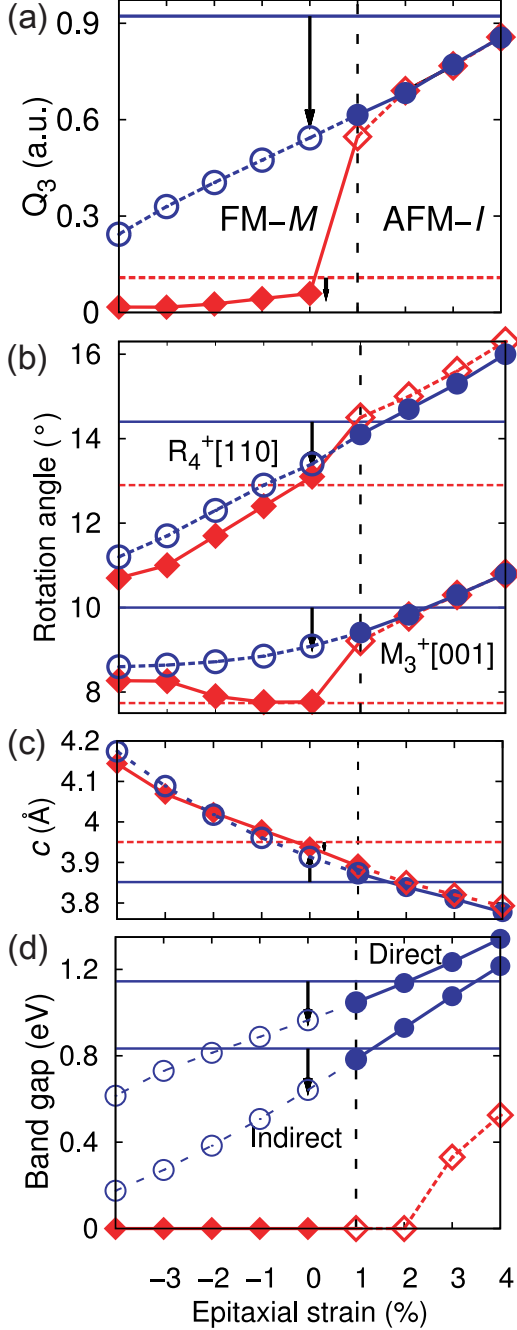 (a)
0.9
0.6
0.3
0
Q3 (a.u.)
FM–M
AFM–I
(b)
16
14
12
10
8
Rotation angle (°)
R4+[110]
M3+[001]
(c)
4.2
4.1
4
3.9
3.8
c (Å)
(d)
1.2
0.8
0.4
0
Band gap (eV)
Direct
Indirect
−3 −2 −1 0 1 2 3 4
Epitaxial strain (%)